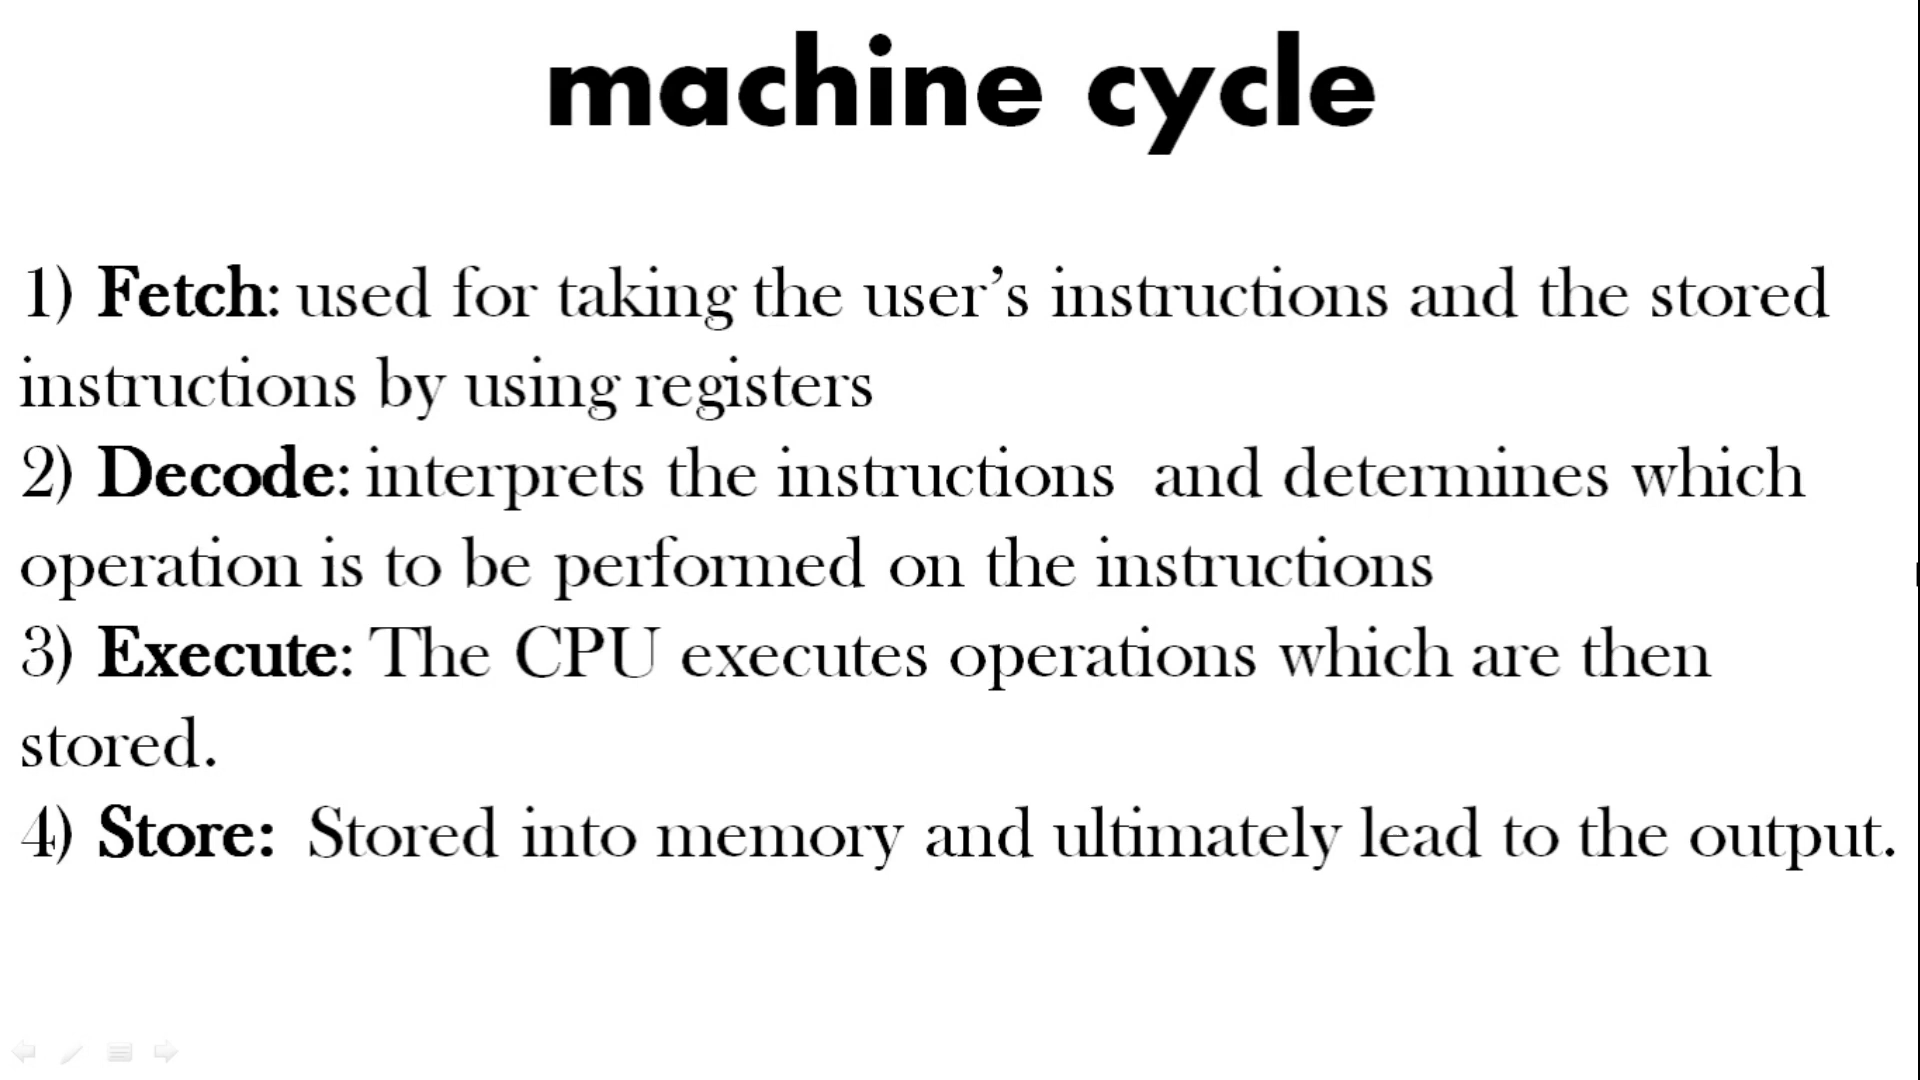 machine cycle
1) Fetch: used for taking the user’s instructions and the stored
instructions by using registers
2) Decode: interprets the instructions  and determines which
operation is to be performed on the instructions
3) Execute: The CPU executes operations which are then
stored.
4) Store:  Stored into memory and ultimately lead to the output.